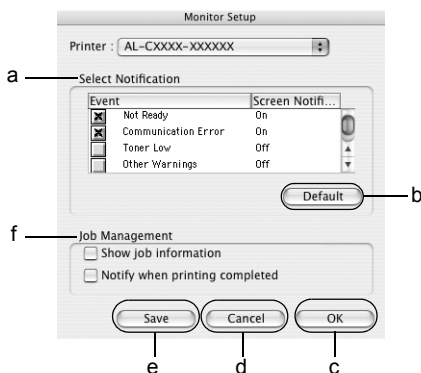 Monitor Setup
Printer : AL-CXXXX-XXXXXX
a
Select Notification
Event Screen Notifi...
Not Ready On
Communication Error On
Toner Low Off
Other Warnings Off
Default b
f
Job Management
Show job information
Notify when printing completed
Save Cancel OK
e d c